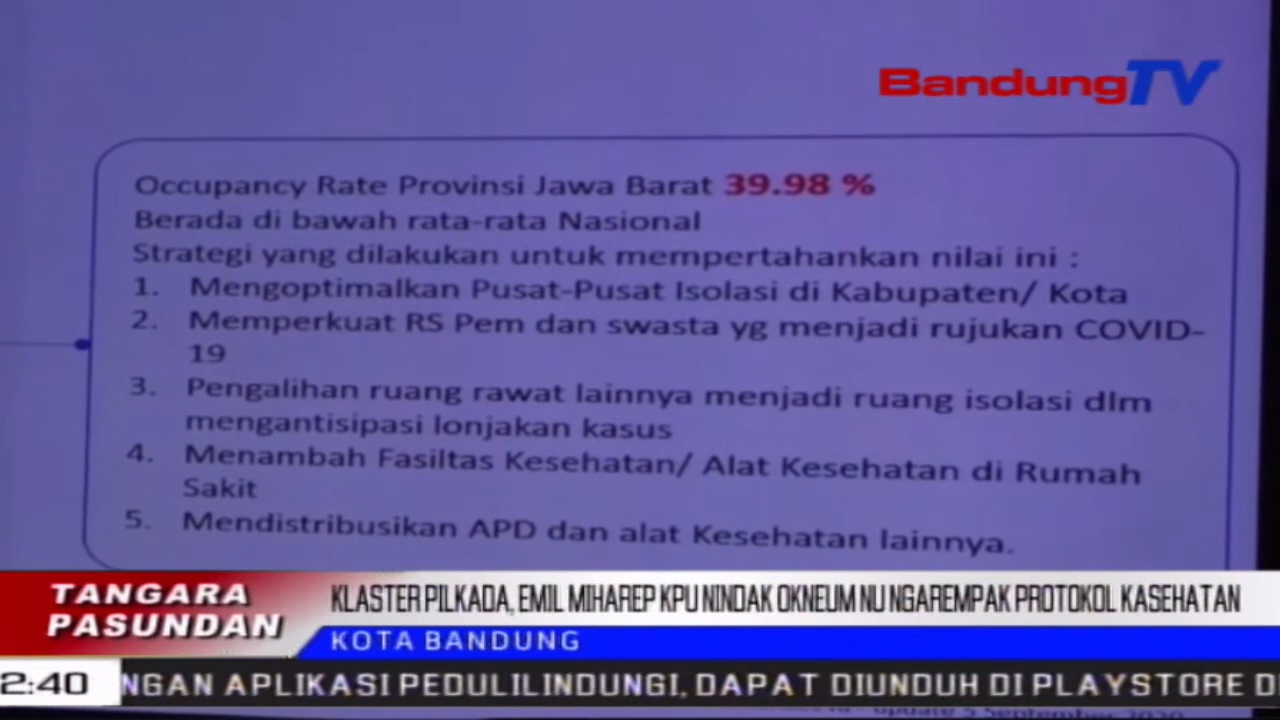 BandungTV
Occupancy Rate Provinsi Jawa Barat 39.98 %
Berada di bawah rata-rata Nasional
Strategi yang dilakukan untuk mempertahankan nilai ini :
1. Mengoptimalkan Pusat-Pusat Isolasi di Kabupaten/ Kota
2. Memperkuat RS Pem dan swasta yg menjadi rujukan COVID-
19
3. Pengalihan ruang rawat lainnya menjadi ruang isolasi dlm
mengantisipasi lonjakan kasus
4. Menambah Fasiltas Kesehatan/ Alat Kesehatan di Rumah
Sakit
5. Mendistribusikan APD dan alat Kesehatan lainnya.
TANGARA
PASUNDAN
KLASTER PILKADA, EMIL MIHAREP KPU NINDAK OKNEUM NU NGAREMPAK PROTOKOL KASEHATAN
KOTA BANDUNG
2:40 NGAN APLIKASI PEDULILINDUNGI, DAPAT DIUNDUH DI PLAYSTORE D
update 5 September 2020